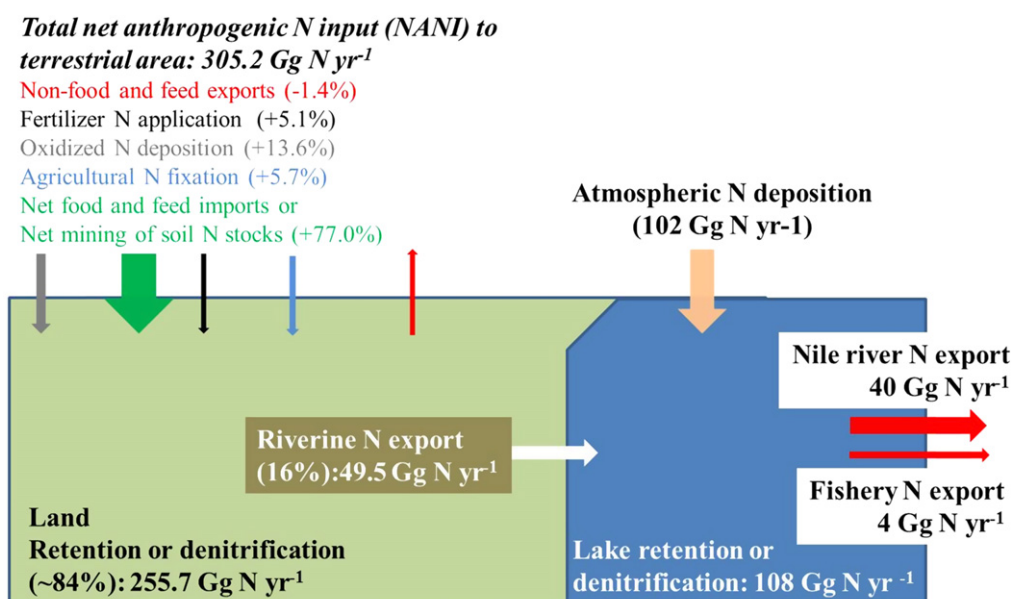 Total net anthropogenic N input (NANI) to
terrestrial area: 305.2 Gg N yr⁻¹
Non-food and feed exports (-1.4%)
Fertilizer N application (+5.1%)
Oxidized N deposition (+13.6%)
Agricultural N fixation (+5.7%)
Net food and feed imports or
Net mining of soil N stocks (+77.0%)
Atmospheric N deposition
(102 Gg N yr-1)
Nile river N export
40 Gg N yr⁻¹
Riverine N export
(16%):49.5 Gg N yr⁻¹
Fishery N export
4 Gg N yr⁻¹
Land
Retention or denitrification
(~84%): 255.7 Gg N yr⁻¹
Lake retention or
denitrification: 108 Gg N yr ⁻¹